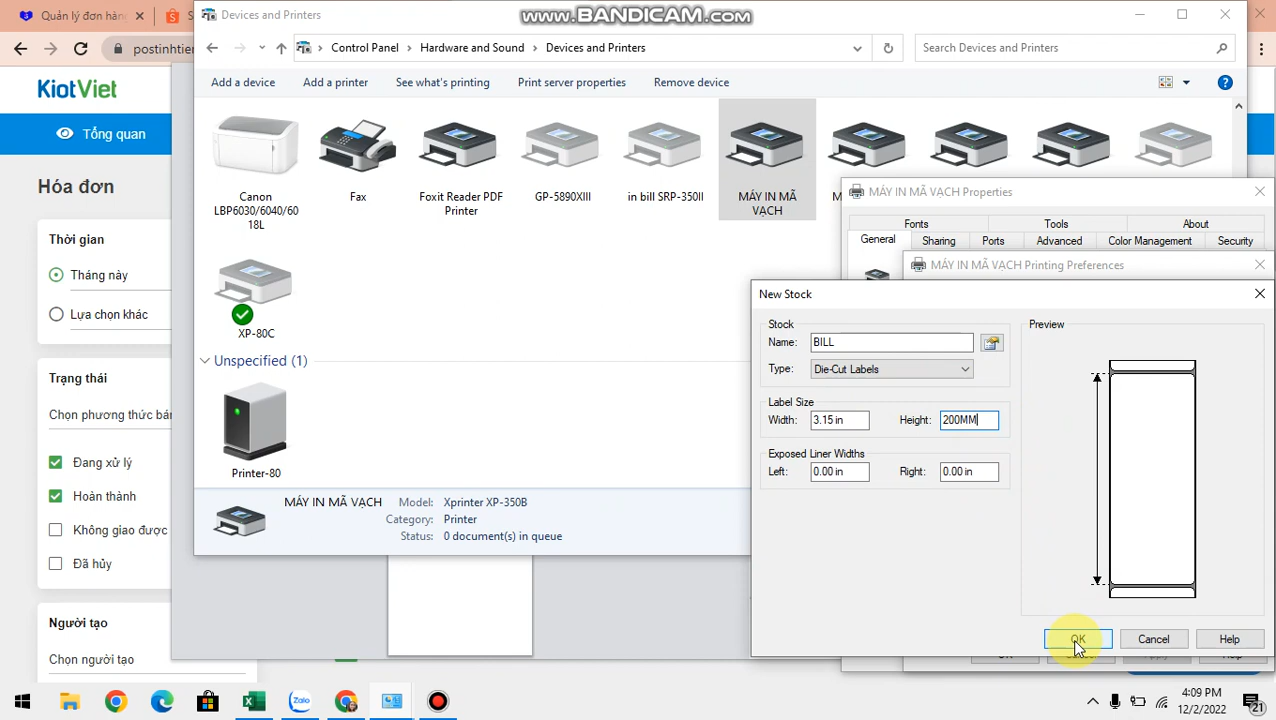 Quản lý đơn hàng
S
Devices and Printers
www.BANDICAM.com
postinhtien
Control Panel
Hardware and Sound
Devices and Printers
Search Devices and Printers
KiotViet
Add a device
Add a printer
See what's printing
Print server properties
Remove device
Tổng quan
Hóa đơn
Canon
LBP6030/6040/60
18L
Fax
Foxit Reader PDF
Printer
GP-5890XIII
in bill SRP-350II
MÁY IN MÃ
VẠCH
MÁY IN MÃ VẠCH Properties
Fonts
Tools
About
General
Sharing
Ports
Advanced
Color Management
Security
MÁY IN MÃ VẠCH Printing Preferences
Thời gian
Tháng này
Lựa chọn khác
XP-80C
Unspecified (1)
Printer-80
New Stock
Stock
Name:
BILL
Type:
Die-Cut Labels
Label Size
Width:
3.15 in
Height:
200MM
Exposed Liner Widths
Left:
0.00 in
Right:
0.00 in
Preview
OK
Cancel
Help
Trạng thái
Chọn phương thức bán
Đang xử lý
Hoàn thành
Không giao được
Đã hủy
MÁY IN MÃ VẠCH
Model:
Xprinter XP-350B
Category:
Printer
Status:
0 document(s) in queue
Người tạo
Chọn người tạo
4:09 PM
12/2/2022
21